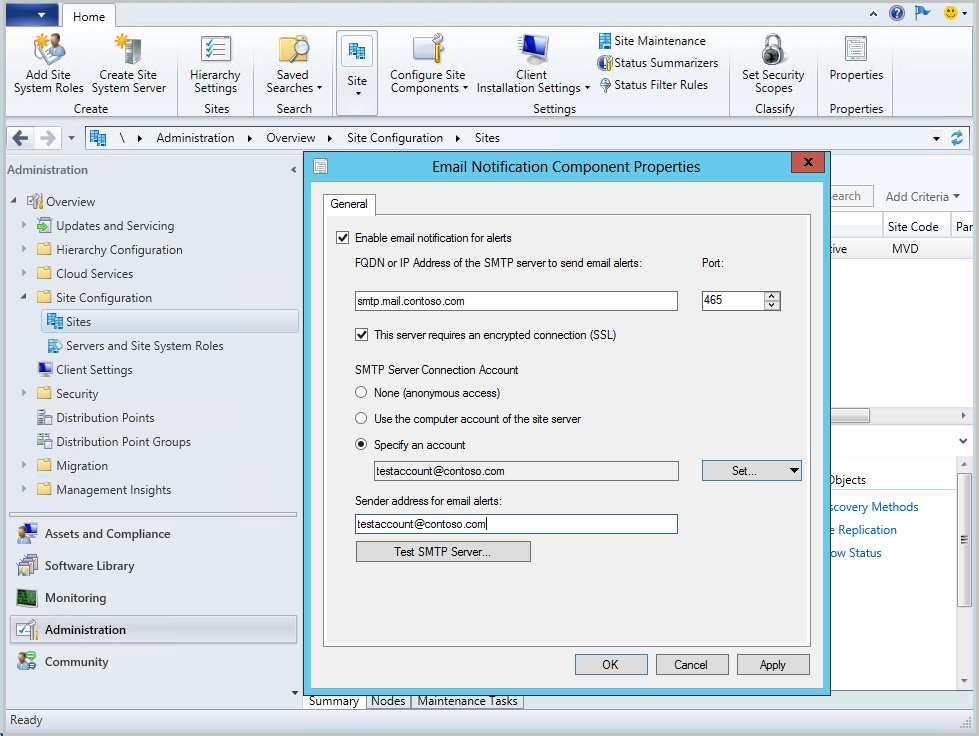 Home
Add Site
System Roles
Create Site
System Server
Create
Hierarchy
Settings
Sites
Saved
Searches
Search
Site
Configure Site
Components
Client
Installation Settings
Site Maintenance
Status Summarizers
Status Filter Rules
Settings
Set Security
Scopes
Classify
Properties
Properties
\ Administration Overview Site Configuration Sites
Administration
Overview
Updates and Servicing
Hierarchy Configuration
Cloud Services
Site Configuration
Sites
Servers and Site System Roles
Client Settings
Security
Distribution Points
Distribution Point Groups
Migration
Management Insights
Assets and Compliance
Software Library
Monitoring
Administration
Community
Email Notification Component Properties
General
Enable email notification for alerts
FQDN or IP Address of the SMTP server to send email alerts:
Port:
smtp.mail.contoso.com
465
This server requires an encrypted connection (SSL)
SMTP Server Connection Account
None (anonymous access)
Use the computer account of the site server
Specify an account
testaccount@contoso.com
Set...
Sender address for email alerts:
testaccount@contoso.com
Test SMTP Server...
OK
Cancel
Apply
earch
Add Criteria
Site Code
Par
tive
MVD
Objects
scovery Methods
e Replication
ow Status
Summary
Nodes
Maintenance Tasks
Ready